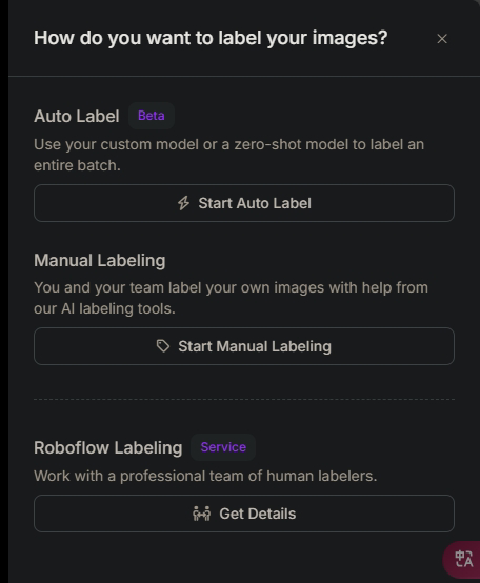 How do you want to label your images?
Auto Label Beta
Use your custom model or a zero-shot model to label an
entire batch.
Start Auto Label
Manual Labeling
You and your team label your own images with help from
our AI labeling tools.
Start Manual Labeling
Roboflow Labeling Service
Work with a professional team of human labelers.
Get Details
中A